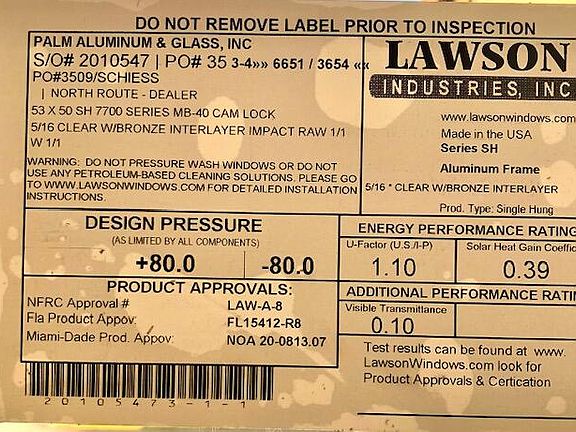 DO NOT REMOVE LABEL PRIOR TO INSPECTION
PALM ALUMINUM & GLASS, INC
S/O# 2010547 | PO# 35 3-4»» 6651 / 3654 ««
PO#3509/SCHIESS
| NORTH ROUTE - DEALER
53 X 50 SH 7700 SERIES MB-40 CAM LOCK
5/16 CLEAR W/BRONZE INTERLAYER IMPACT RAW 1/1
W 1/1
WARNING: DO NOT PRESSURE WASH WINDOWS OR DO NOT
USE ANY PETROLEUM-BASED CLEANING SOLUTIONS. PLEASE GO
TO WWW.LAWSONWINDOWS.COM FOR DETAILED INSTALLATION
INSTRUCTIONS.
LAWSON
INDUSTRIES, INC
www.lawsonwindows.com
Made in the USA
Series SH
Aluminum Frame
5/16 * CLEAR W/BRONZE INTERLAYER
Prod. Type: Single Hung
DESIGN PRESSURE
(AS LIMITED BY ALL COMPONENTS)
+80.0 -80.0
PRODUCT APPROVALS:
NFRC Approval # LAW-A-8
Fla Product Appov: FL15412-R8
Miami-Dade Prod. Appov: NOA 20-0813.07
20105473-1-1
ENERGY PERFORMANCE RATING
U-Factor (U.S./I-P) Solar Heat Gain Coeffic
1.10 0.39
ADDITIONAL PERFORMANCE RATI
Visible Transmittance
0.10
Test results can be found at www.
LawsonWindows.com look for
Product Approvals & Certication